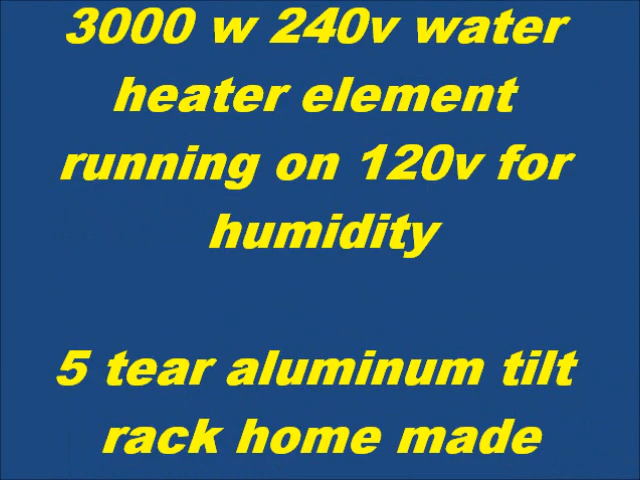 3000 w 240v water
heater element
running on 120v for
humidity
5 tear aluminum tilt
rack home made